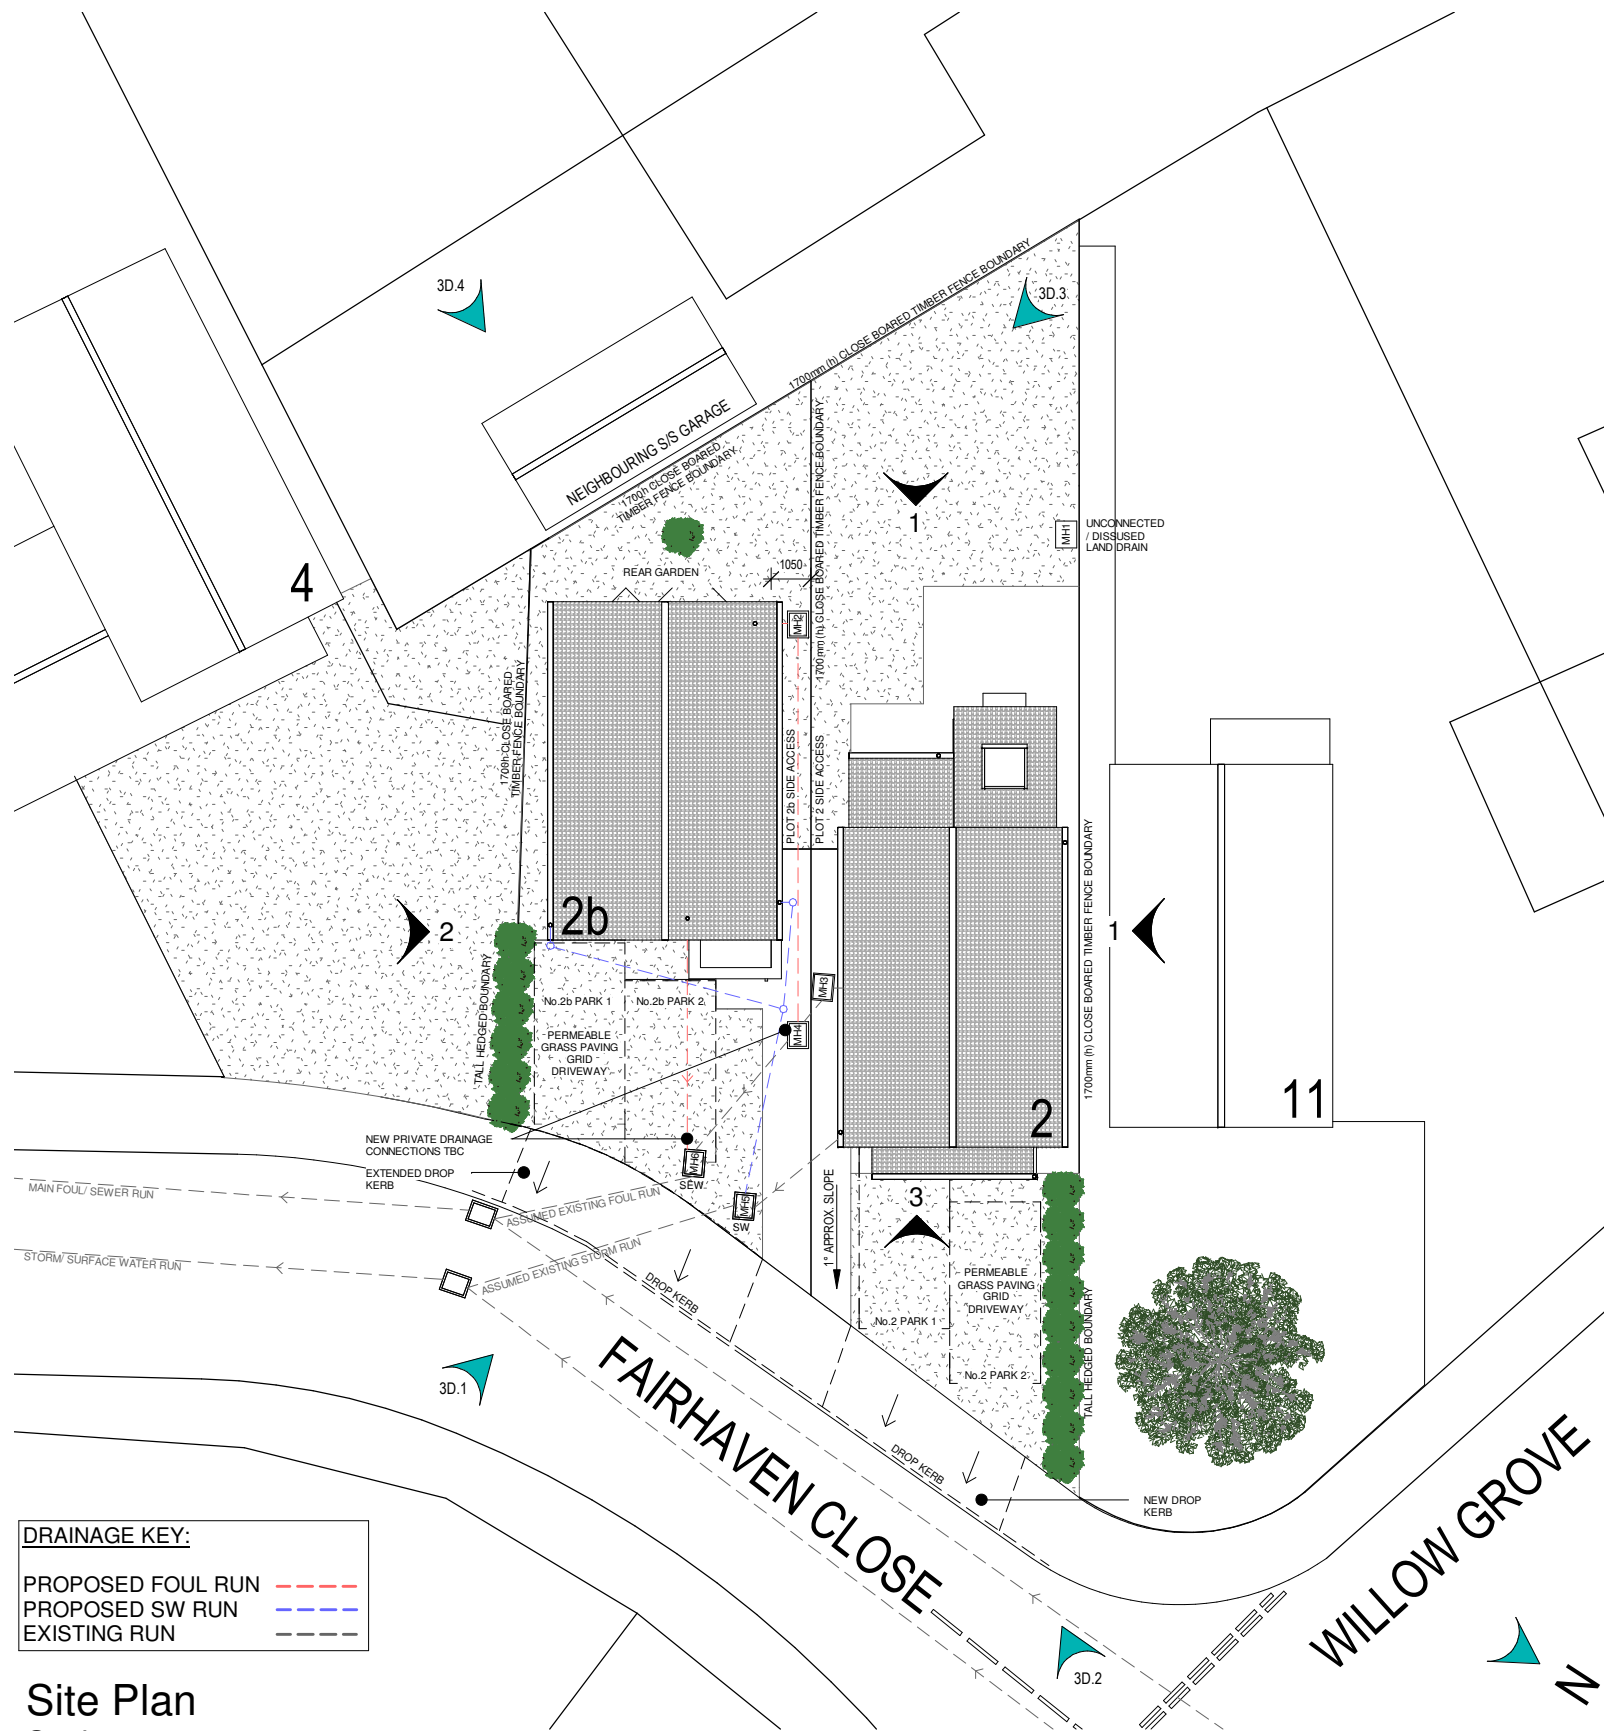 3D.4
3D.3
1700mm (h) CLOSE BOARED TIMBER FENCE BOUNDARY
NEIGHBOURING S/S GARAGE
1700h CLOSE BOARED
TIMBER FENCE BOUNDARY
1700mm (h) CLOSE BOARED TIMBER FENCE BOUNDARY
1
MH1
UNCONNECTED
/ DISSUSED
LAND DRAIN
4
REAR GARDEN
1050
MH2
1700h CLOSE BOARED
TIMBER FENCE BOUNDARY
PLOT 2b SIDE ACCESS
PLOT 2 SIDE ACCESS
1700mm (h) CLOSE BOARED TIMBER FENCE BOUNDARY
2
2b
1
TALL HEDGED BOUNDARY
No.2b PARK 1
No.2b PARK 2
MH3
MH4
PERMEABLE
GRASS PAVING
GRID
DRIVEWAY
2
11
NEW PRIVATE DRAINAGE
CONNECTIONS TBC
EXTENDED DROP
KERB
MH6
SEW
MH5
SW
MAIN FOUL/ SEWER RUN
ASSUMED EXISTING FOUL RUN
STORM/ SURFACE WATER RUN
ASSUMED EXISTING STORM RUN
DROP KERB
1° APPROX. SLOPE
3
PERMEABLE
GRASS PAVING
GRID
DRIVEWAY
No.2 PARK 1
No.2 PARK 2
TALL HEDGED BOUNDARY
3D.1
FAIRHAVEN CLOSE
DROP KERB
NEW DROP
KERB
WILLOW GROVE
3D.2
N
DRAINAGE KEY:
PROPOSED FOUL RUN
PROPOSED SW RUN
EXISTING RUN
Site Plan